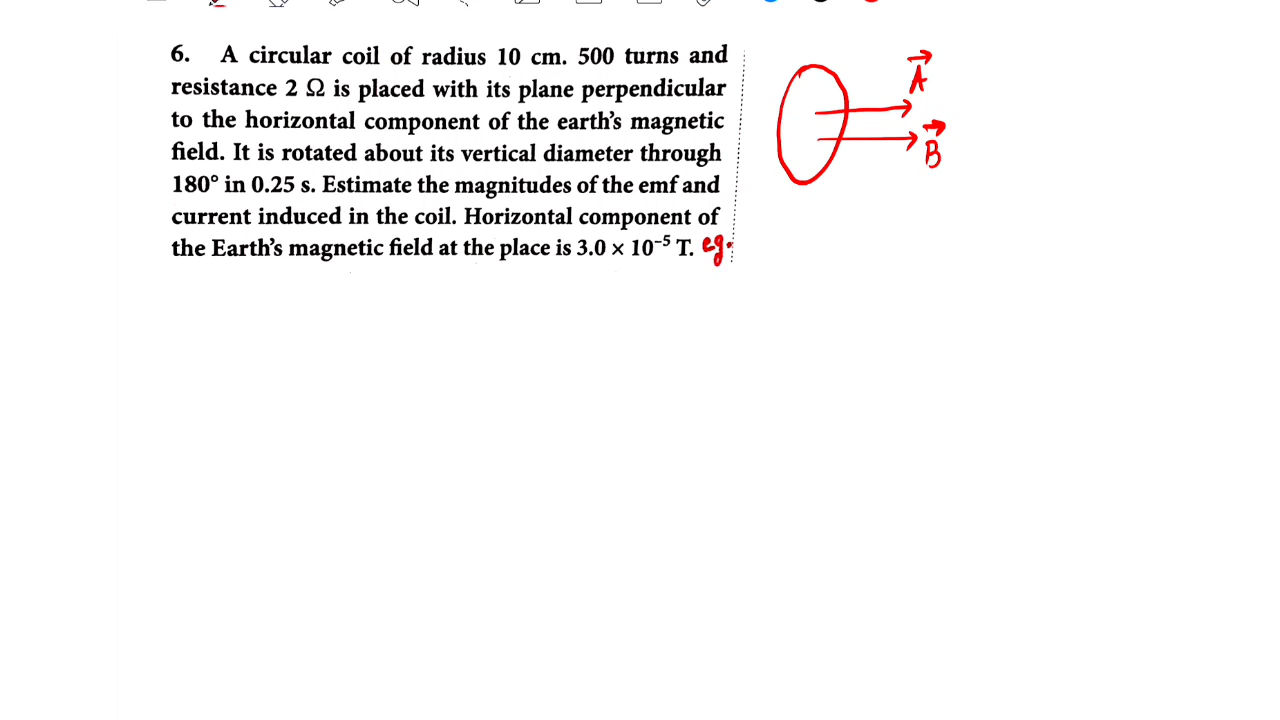 6. A circular coil of radius 10 cm. 500 turns and
resistance 2 Ω is placed with its plane perpendicular
to the horizontal component of the earth's magnetic
field. It is rotated about its vertical diameter through
180° in 0.25 s. Estimate the magnitudes of the emf and
current induced in the coil. Horizontal component of
the Earth's magnetic field at the place is 3.0 × 10⁻⁵ T. eg.
A⃗
B⃗